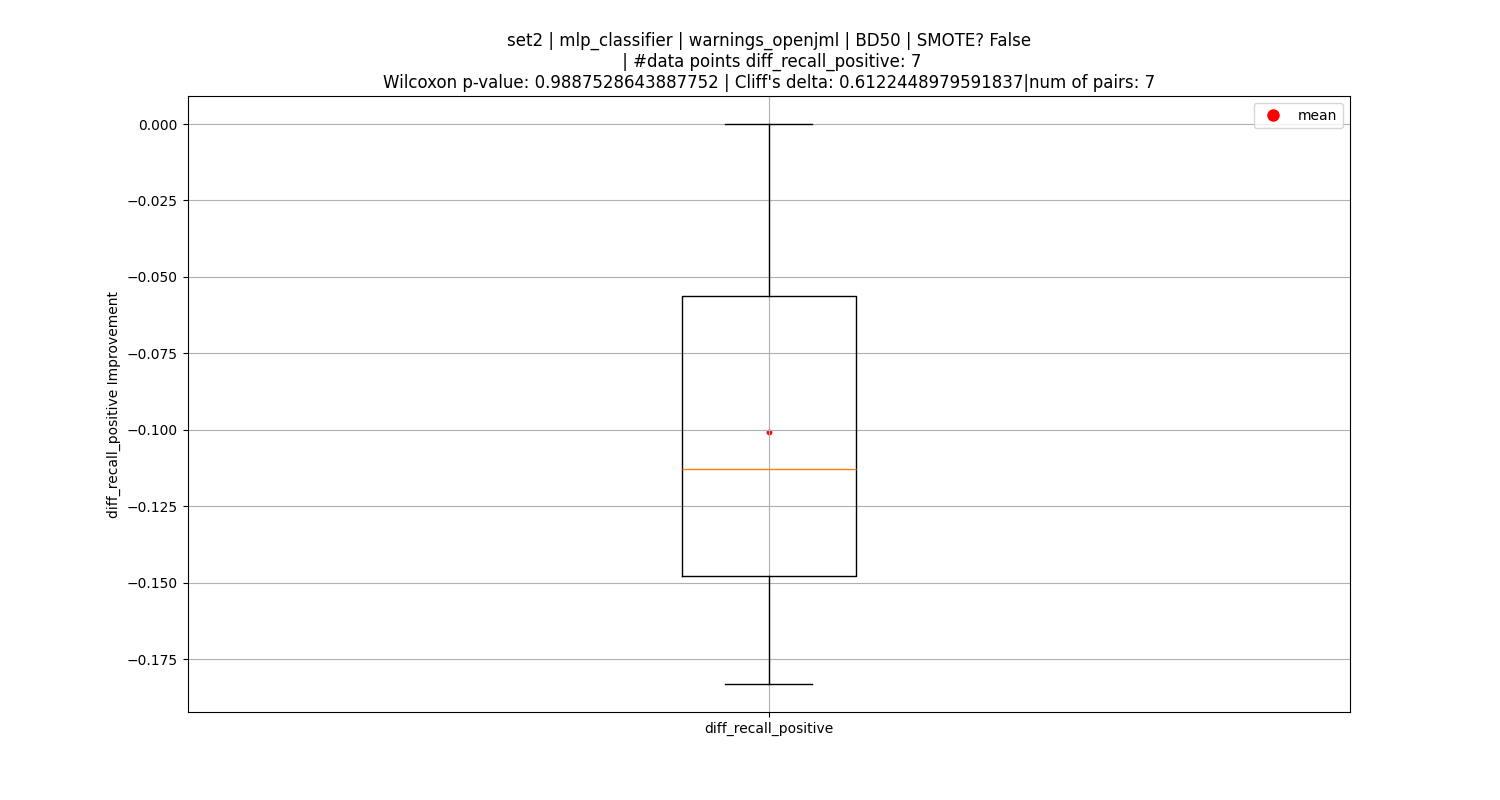 set2 | mlp_classifier | warnings_openjml | BD50 | SMOTE? False
| #data points diff_recall_positive: 7
Wilcoxon p-value: 0.9887528643887752 | Cliff's delta: 0.6122448979591837|num of pairs: 7
mean
0.000
−0.025
−0.050
−0.075
−0.100
−0.125
−0.150
−0.175
diff_recall_positive Improvement
diff_recall_positive